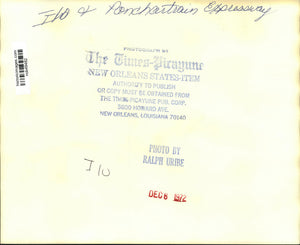 I10 & Ponchartrain Expressway
PHOTOGRAPH BY
The Times-Picayune
NEW ORLEANS STATES-ITEM
AUTHORITY TO PUBLISH
OR COPY MUST BE OBTAINED FROM
THE TIMES PICAYUNE PUB. CORP.
3800 HOWARD AVE.
NEW ORLEANS, LOUISIANA 70140
PHOTO BY
RALPH URIBE
I 10
DEC 8 1972